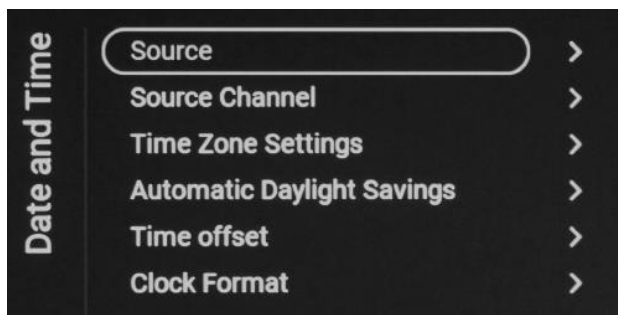 Date and Time
Source
Source Channel
Time Zone Settings
Automatic Daylight Savings
Time offset
Clock Format